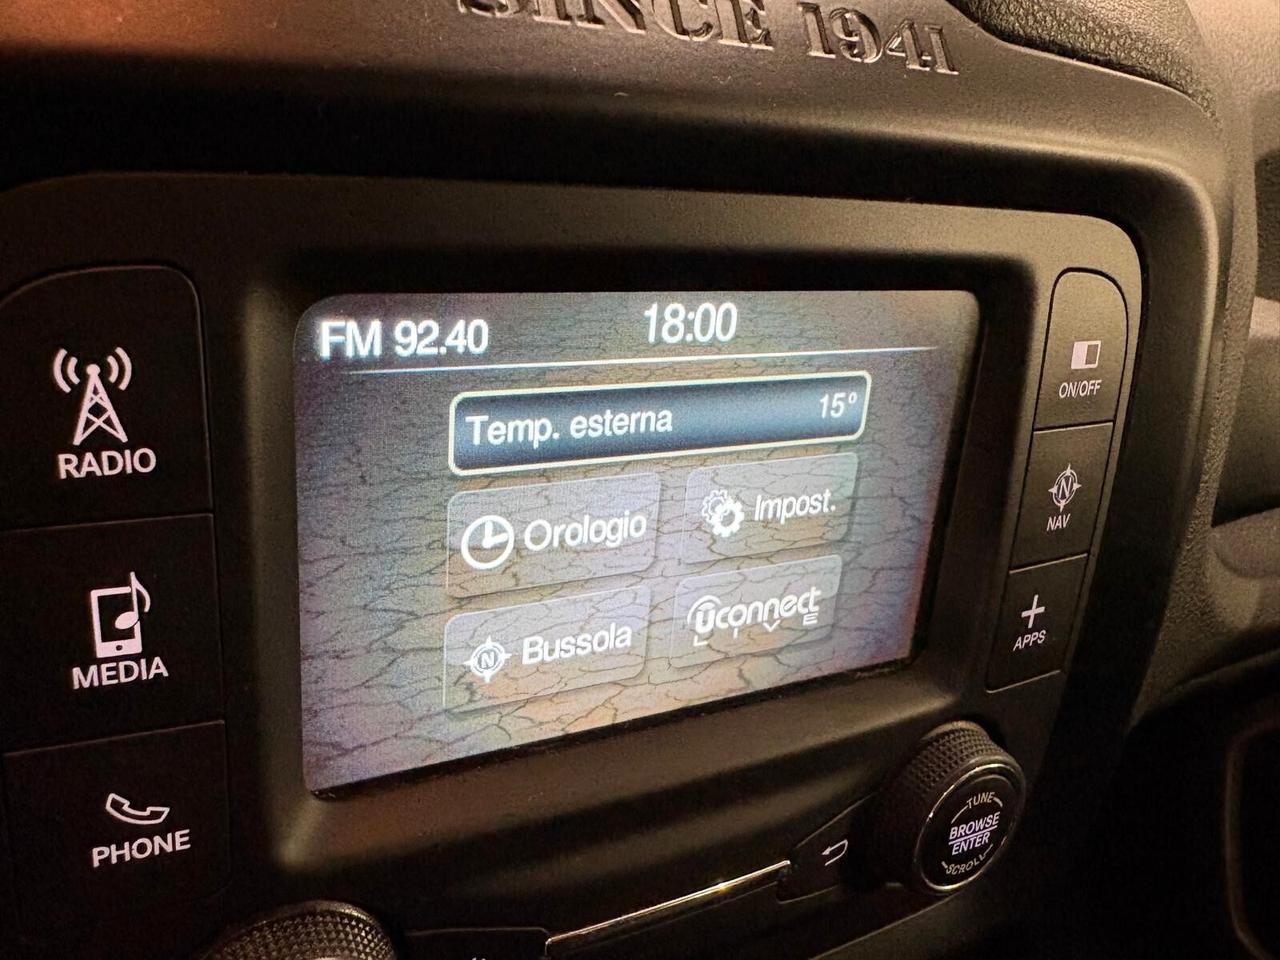 SINCE 1941
FM 92.40
18:00
Temp. esterna 15°
Orologio
Impost.
Bussola
uconnect
LIVE
RADIO
MEDIA
PHONE
ON/OFF
N
NAV
APPS
TUNE
BROWSE
ENTER
SCROLL